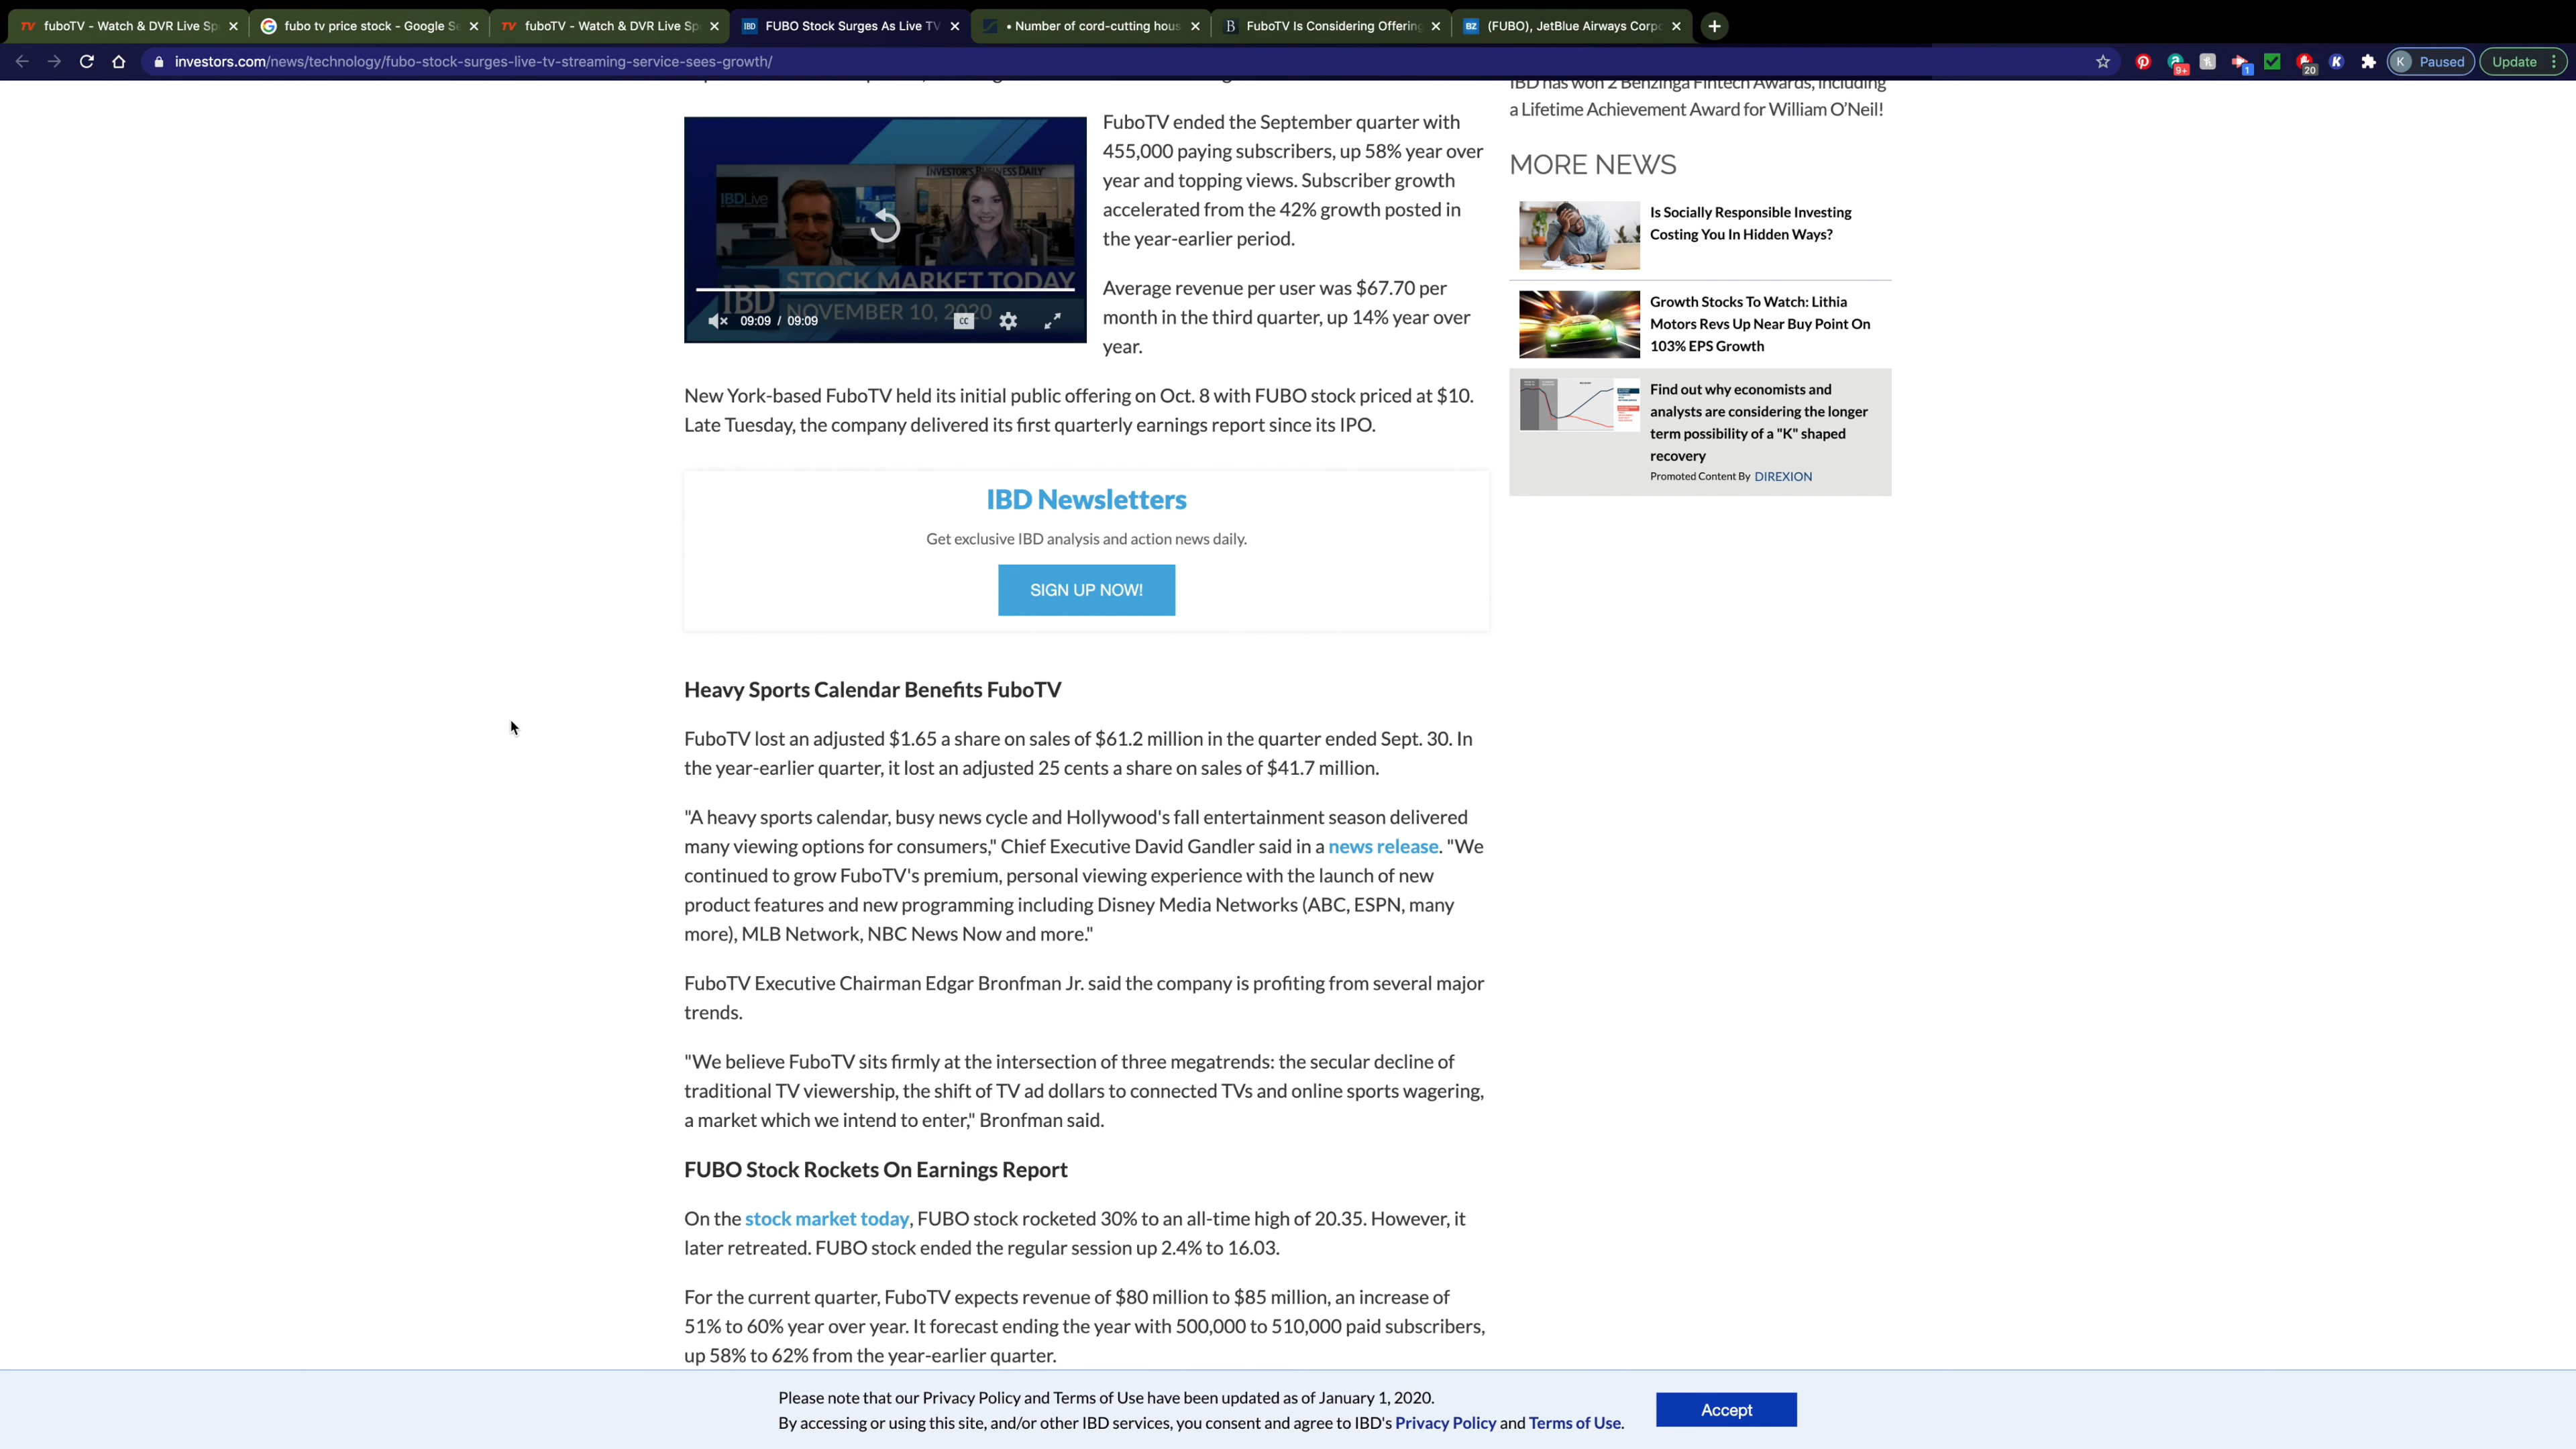 fuboTV - Watch & DVR Live Sp
fubo tv price stock - Google Se
fuboTV - Watch & DVR Live Sp
FUBO Stock Surges As Live TV
• Number of cord-cutting hous
FuboTV Is Considering Offering
(FUBO), JetBlue Airways Corpo
investors.com/news/technology/fubo-stock-surges-live-tv-streaming-service-sees-growth/
9+
1
20
K Paused
Update
IBD has won 2 Benzinga Fintech Awards, including
a Lifetime Achievement Award for William O'Neil!
IBDLive
INVESTOR'S BUSINESS DAILY
STOCK MARKET TODAY
IBD NOVEMBER 10, 2020
09:09 / 09:09
CC
FuboTV ended the September quarter with
455,000 paying subscribers, up 58% year over
year and topping views. Subscriber growth
accelerated from the 42% growth posted in
the year-earlier period.
Average revenue per user was $67.70 per
month in the third quarter, up 14% year over
year.
New York-based FuboTV held its initial public offering on Oct. 8 with FUBO stock priced at $10.
Late Tuesday, the company delivered its first quarterly earnings report since its IPO.
IBD Newsletters
Get exclusive IBD analysis and action news daily.
SIGN UP NOW!
Heavy Sports Calendar Benefits FuboTV
FuboTV lost an adjusted $1.65 a share on sales of $61.2 million in the quarter ended Sept. 30. In
the year-earlier quarter, it lost an adjusted 25 cents a share on sales of $41.7 million.
"A heavy sports calendar, busy news cycle and Hollywood's fall entertainment season delivered
many viewing options for consumers," Chief Executive David Gandler said in a news release. "We
continued to grow FuboTV's premium, personal viewing experience with the launch of new
product features and new programming including Disney Media Networks (ABC, ESPN, many
more), MLB Network, NBC News Now and more."
FuboTV Executive Chairman Edgar Bronfman Jr. said the company is profiting from several major
trends.
"We believe FuboTV sits firmly at the intersection of three megatrends: the secular decline of
traditional TV viewership, the shift of TV ad dollars to connected TVs and online sports wagering,
a market which we intend to enter," Bronfman said.
FUBO Stock Rockets On Earnings Report
On the stock market today, FUBO stock rocketed 30% to an all-time high of 20.35. However, it
later retreated. FUBO stock ended the regular session up 2.4% to 16.03.
For the current quarter, FuboTV expects revenue of $80 million to $85 million, an increase of
51% to 60% year over year. It forecast ending the year with 500,000 to 510,000 paid subscribers,
up 58% to 62% from the year-earlier quarter.
MORE NEWS
Is Socially Responsible Investing
Costing You In Hidden Ways?
Growth Stocks To Watch: Lithia
Motors Revs Up Near Buy Point On
103% EPS Growth
Find out why economists and
analysts are considering the longer
term possibility of a "K" shaped
recovery
Promoted Content By DIREXION
Please note that our Privacy Policy and Terms of Use have been updated as of January 1, 2020.
By accessing or using this site, and/or other IBD services, you consent and agree to IBD's Privacy Policy and Terms of Use.
Accept